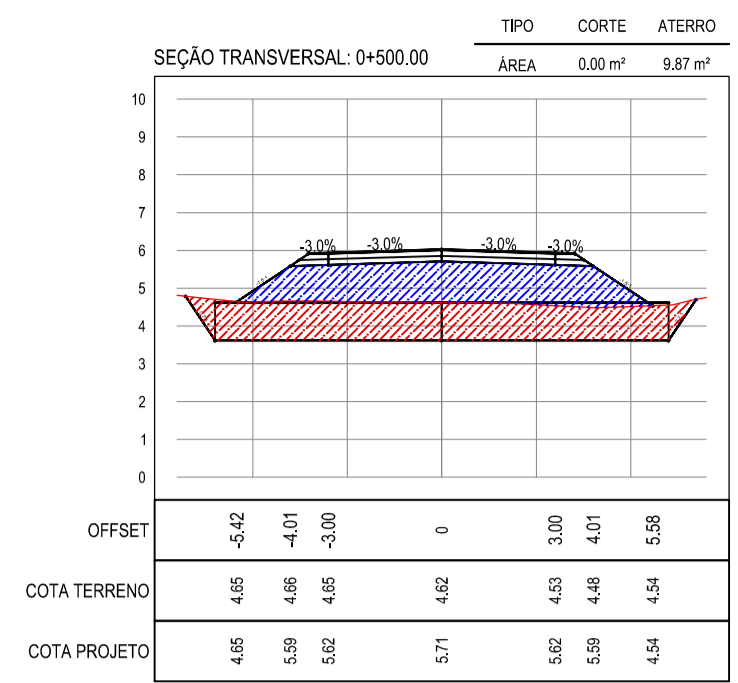 TIPO CORTE ATERRO
SEÇÃO TRANSVERSAL: 0+500.00
ÁREA 0.00 m² 9.87 m²
10
9
8
7
6
5
4
3
2
1
0
-3.0% -3.0% -3.0% -3.0%
OFFSET -5.42 -4.01 -3.00 0 3.00 4.01 5.58
COTA TERRENO 4.65 4.66 4.65 4.62 4.53 4.48 4.54
COTA PROJETO 4.65 5.59 5.62 5.71 5.62 5.59 4.54